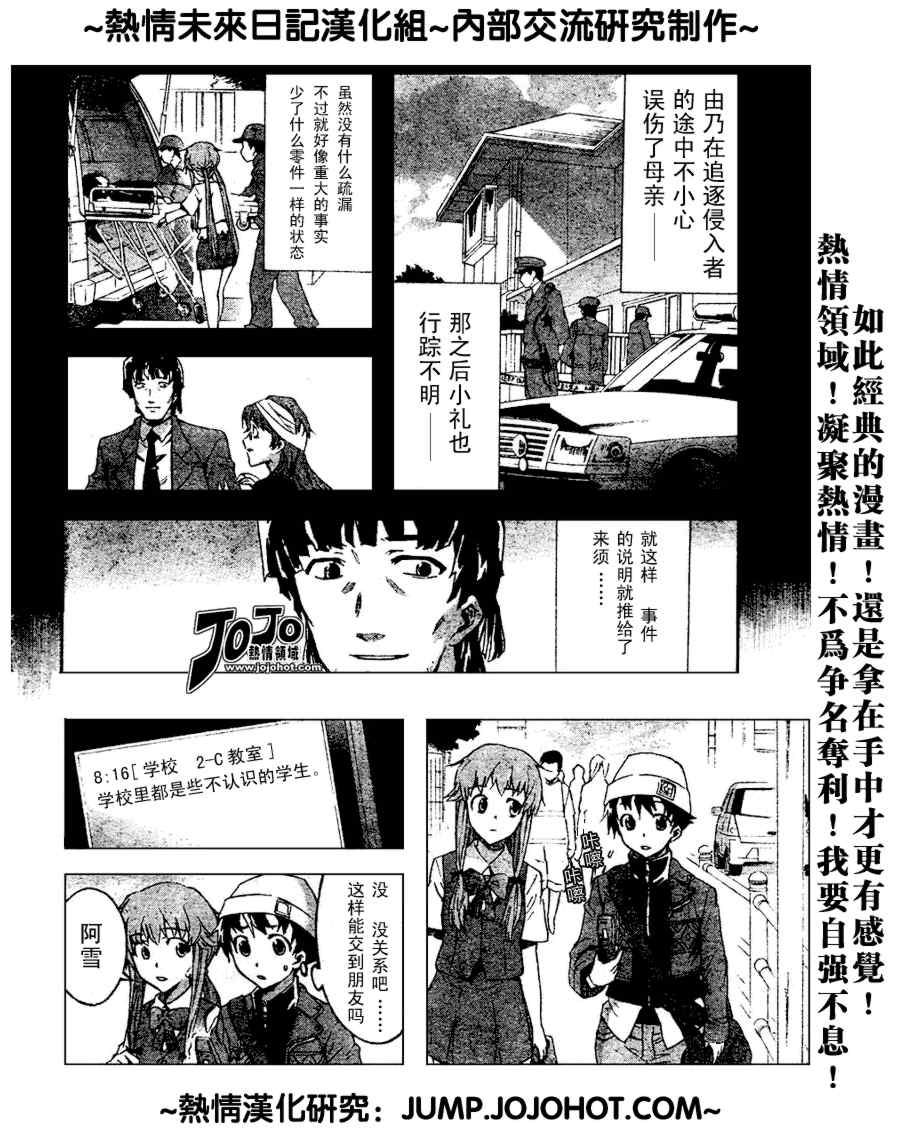 ~熱情未來日記漢化組~內部交流研究制作~
由乃在追逐侵入者
的途中不小心
误伤了母亲
——
那之后小礼也
行踪不明
——
虽然没有什么疏漏
不过就好像重大的事实
少了什么零件一样的状态
就这样 事件
的说明就推给了
来须……
JOJO
熱情領域
www.jojohot.com
咔嚓
咔嚓
8:16[学校 2-C教室]
学校里都是些不认识的学生。
没 没关系吧……
这样能交到朋友吗
阿雪
如此經典的漫畫！還是拿在手中才更有感覺！
熱情領域！凝聚熱情！不爲争名奪利！我要自强不息！
~熱情漢化研究：JUMP.JOJOHOT.COM~